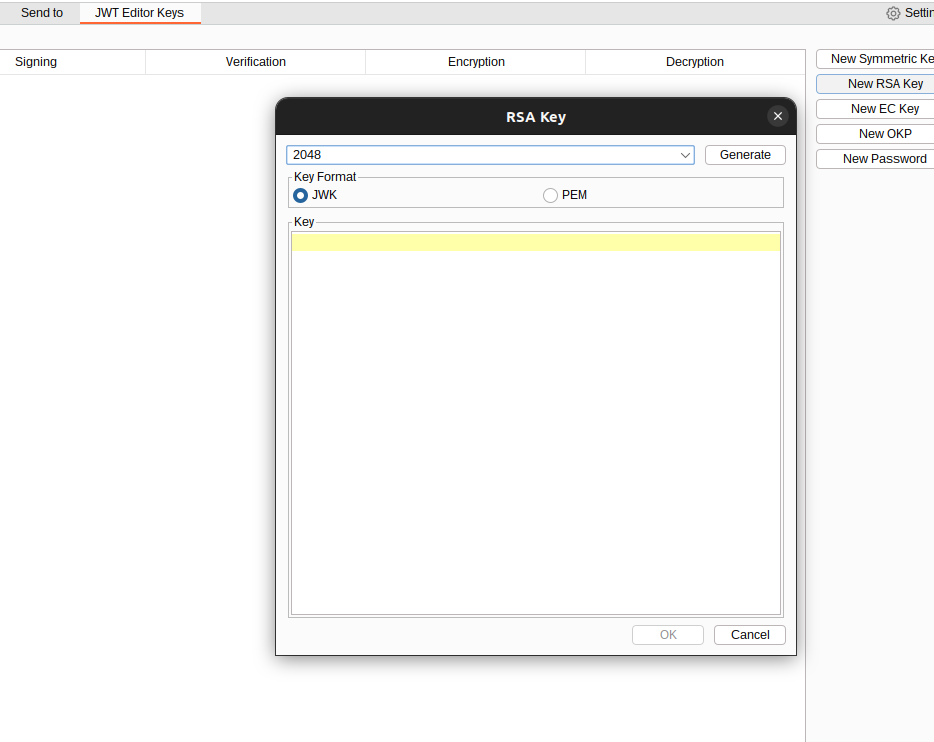 Send to JWT Editor Keys Settin
Signing Verification Encryption Decryption
New Symmetric Ke
New RSA Key
New EC Key
New OKP
New Password
RSA Key
2048 Generate
Key Format
JWK PEM
Key
OK Cancel